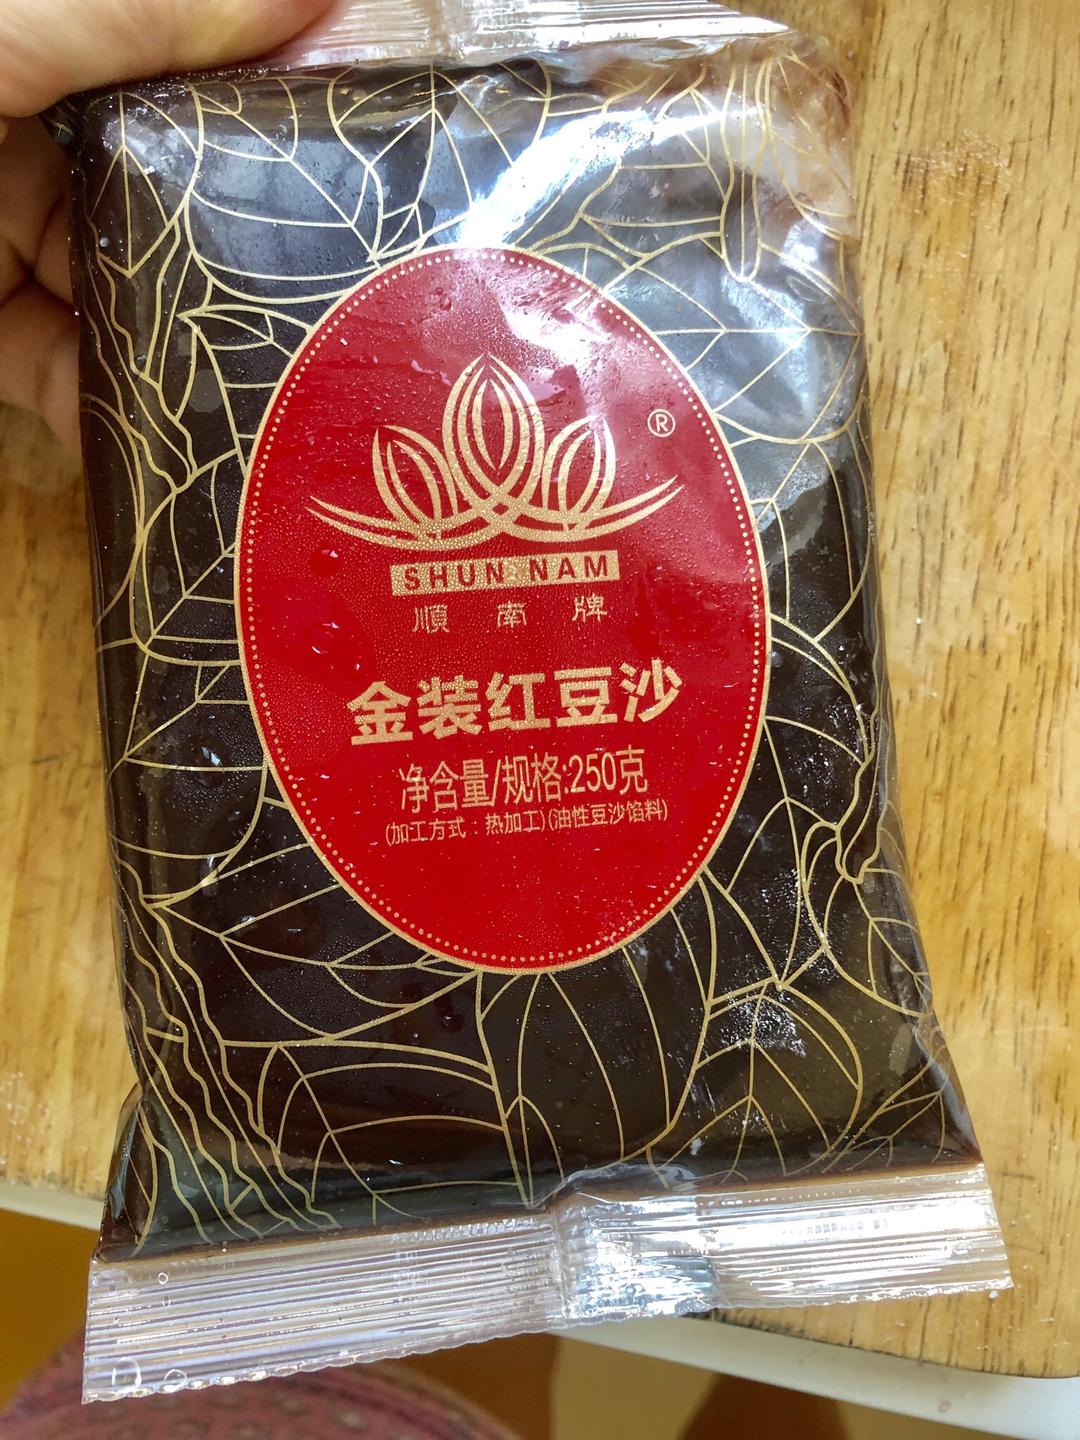 ®
SHUN NAM
順南牌
金装红豆沙
净含量/规格:250克
(加工方式：热加工)(油性豆沙馅料)